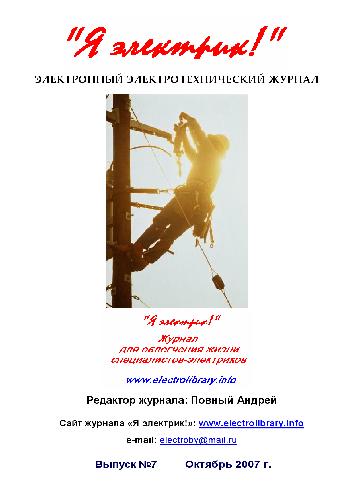 "Я электрик!"
ЭЛЕКТРОННЫЙ ЭЛЕКТРОТЕХНИЧЕСКИЙ ЖУРНАЛ
"Я электрик!"
Журнал
для облегчения жизни
специалистов-электриков
www.electrolibrary.info
Редактор журнала: Повный Андрей
Сайт журнала «Я электрик!»: www.electrolibrary.info
e-mail: electroby@mail.ru
Выпуск №7 Октябрь 2007 г.